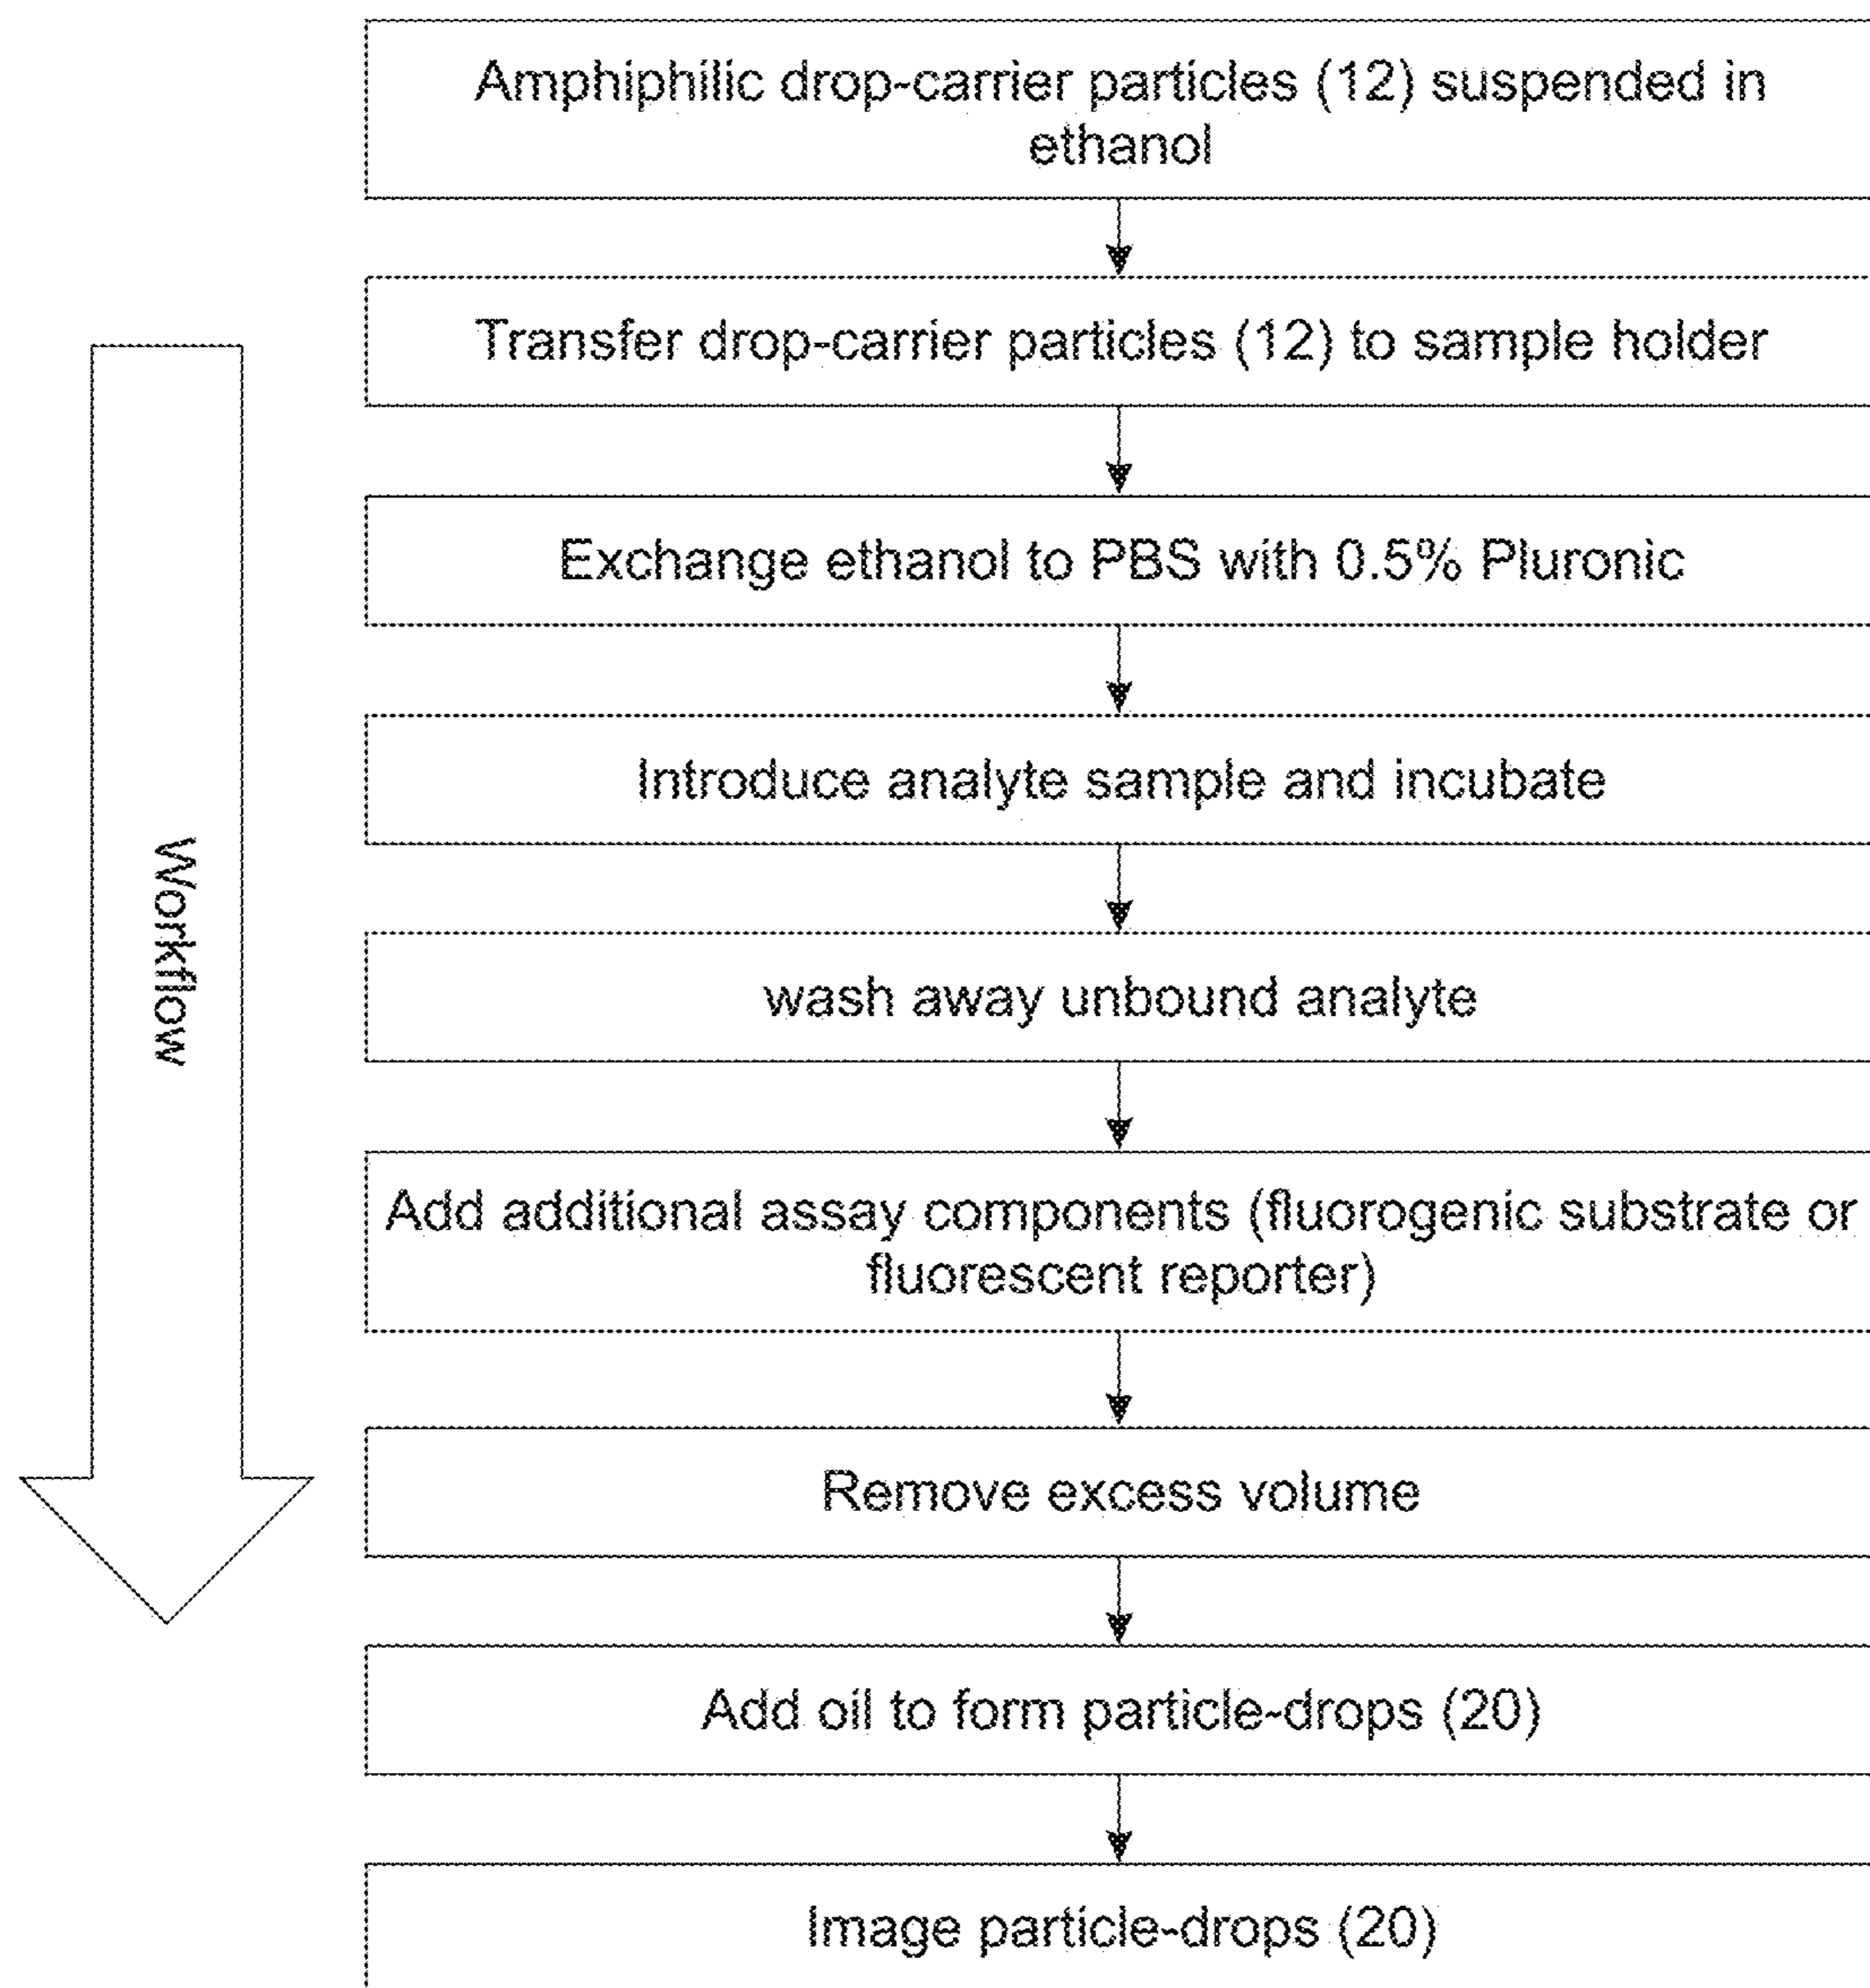 Amphiphilic drop-carrier particles (12) suspended in
ethanol
Transfer drop-carrier particles (12) to sample holder
Exchange ethanol to PBS with 0.5% Pluronic
Introduce analyte sample and incubate
wash away unbound analyte
Add additional assay components (fluorogenic substrate or
fluorescent reporter)
Remove excess volume
Add oil to form particle-drops (20)
Image particle-drops (20)
Workflow